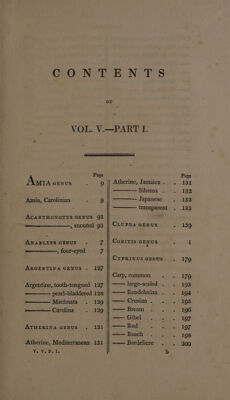 CONTENTS
OF
VOL. V.—PART I.
Page
AMIA GENUS . 9
Amia, Carolinian . 9
ACANTHONOTUS GENUS 92
———, snouted 93
ANABLEPS GENUS . 7
———, four-eyed 7
ARGENTINA GENUS . 127
Argentine, tooth-tongued 127
——— pearl-bladdered 128
——— Machnata . 129
——— Carolina . 129
ATHERINA GENUS . 131
Atherine, Mediterranean 131
V. V. P. I.
Page
Atherine, Jamaica . . 131
——— Sihama . . 132
——— Japanese . 133
——— transparent . 133
CLUPEA GENUS . 159
COBITIS GENUS . 1
CYPRINUS GENUS . . 179
Carp, common . . 179
—— large-scaled . . 193
—— Rondeletian . . 194
—— Crusian . . 195
—— Bream . . 196
—— Gibel . . 197
—— Rud . . 197
—— Roach . . 198
—— Bordeliere . . 200
b